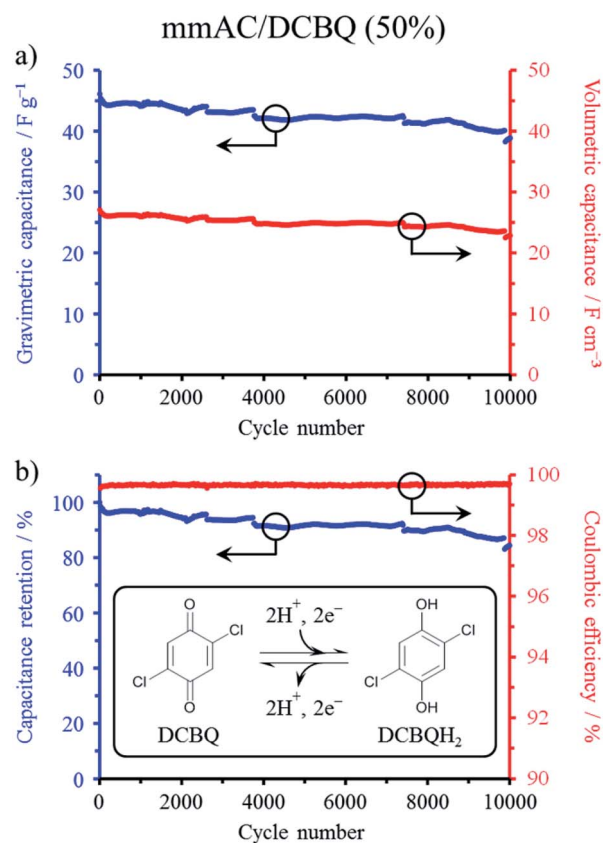 mmAC/DCBQ (50%)
a)
Gravimetric capacitance / F g⁻¹
50
40
30
20
10
0
Volumetric capacitance / F cm⁻³
50
40
30
20
10
0
0 2000 4000 6000 8000 10000
Cycle number
b)
Capacitance retention / %
100
80
60
40
20
0
Coulombic efficiency / %
100
98
96
94
92
90
O
Cl
Cl
O
DCBQ
2H⁺, 2e⁻
2H⁺, 2e⁻
OH
Cl
Cl
OH
DCBQH₂
0 2000 4000 6000 8000 10000
Cycle number